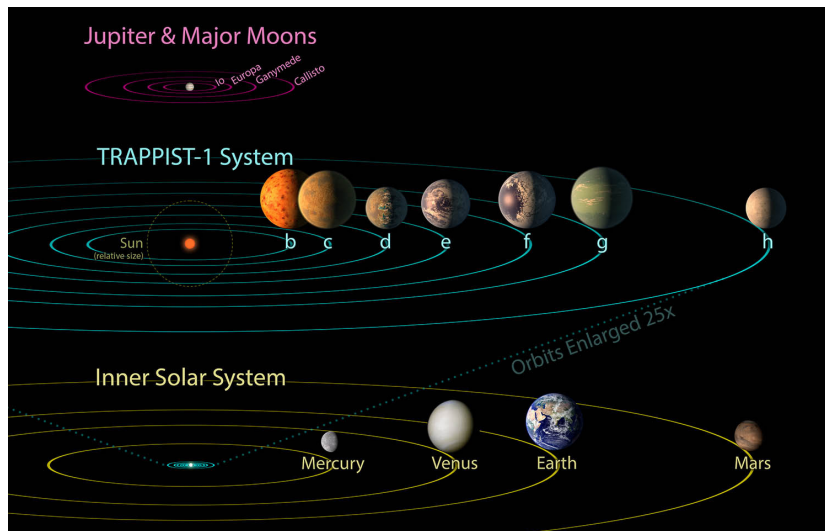 Jupiter & Major Moons
Io
Europa
Ganymede
Callisto
TRAPPIST-1 System
Sun
(relative size)
b
c
d
e
f
g
h
Orbits Enlarged 25x
Inner Solar System
Mercury
Venus
Earth
Mars